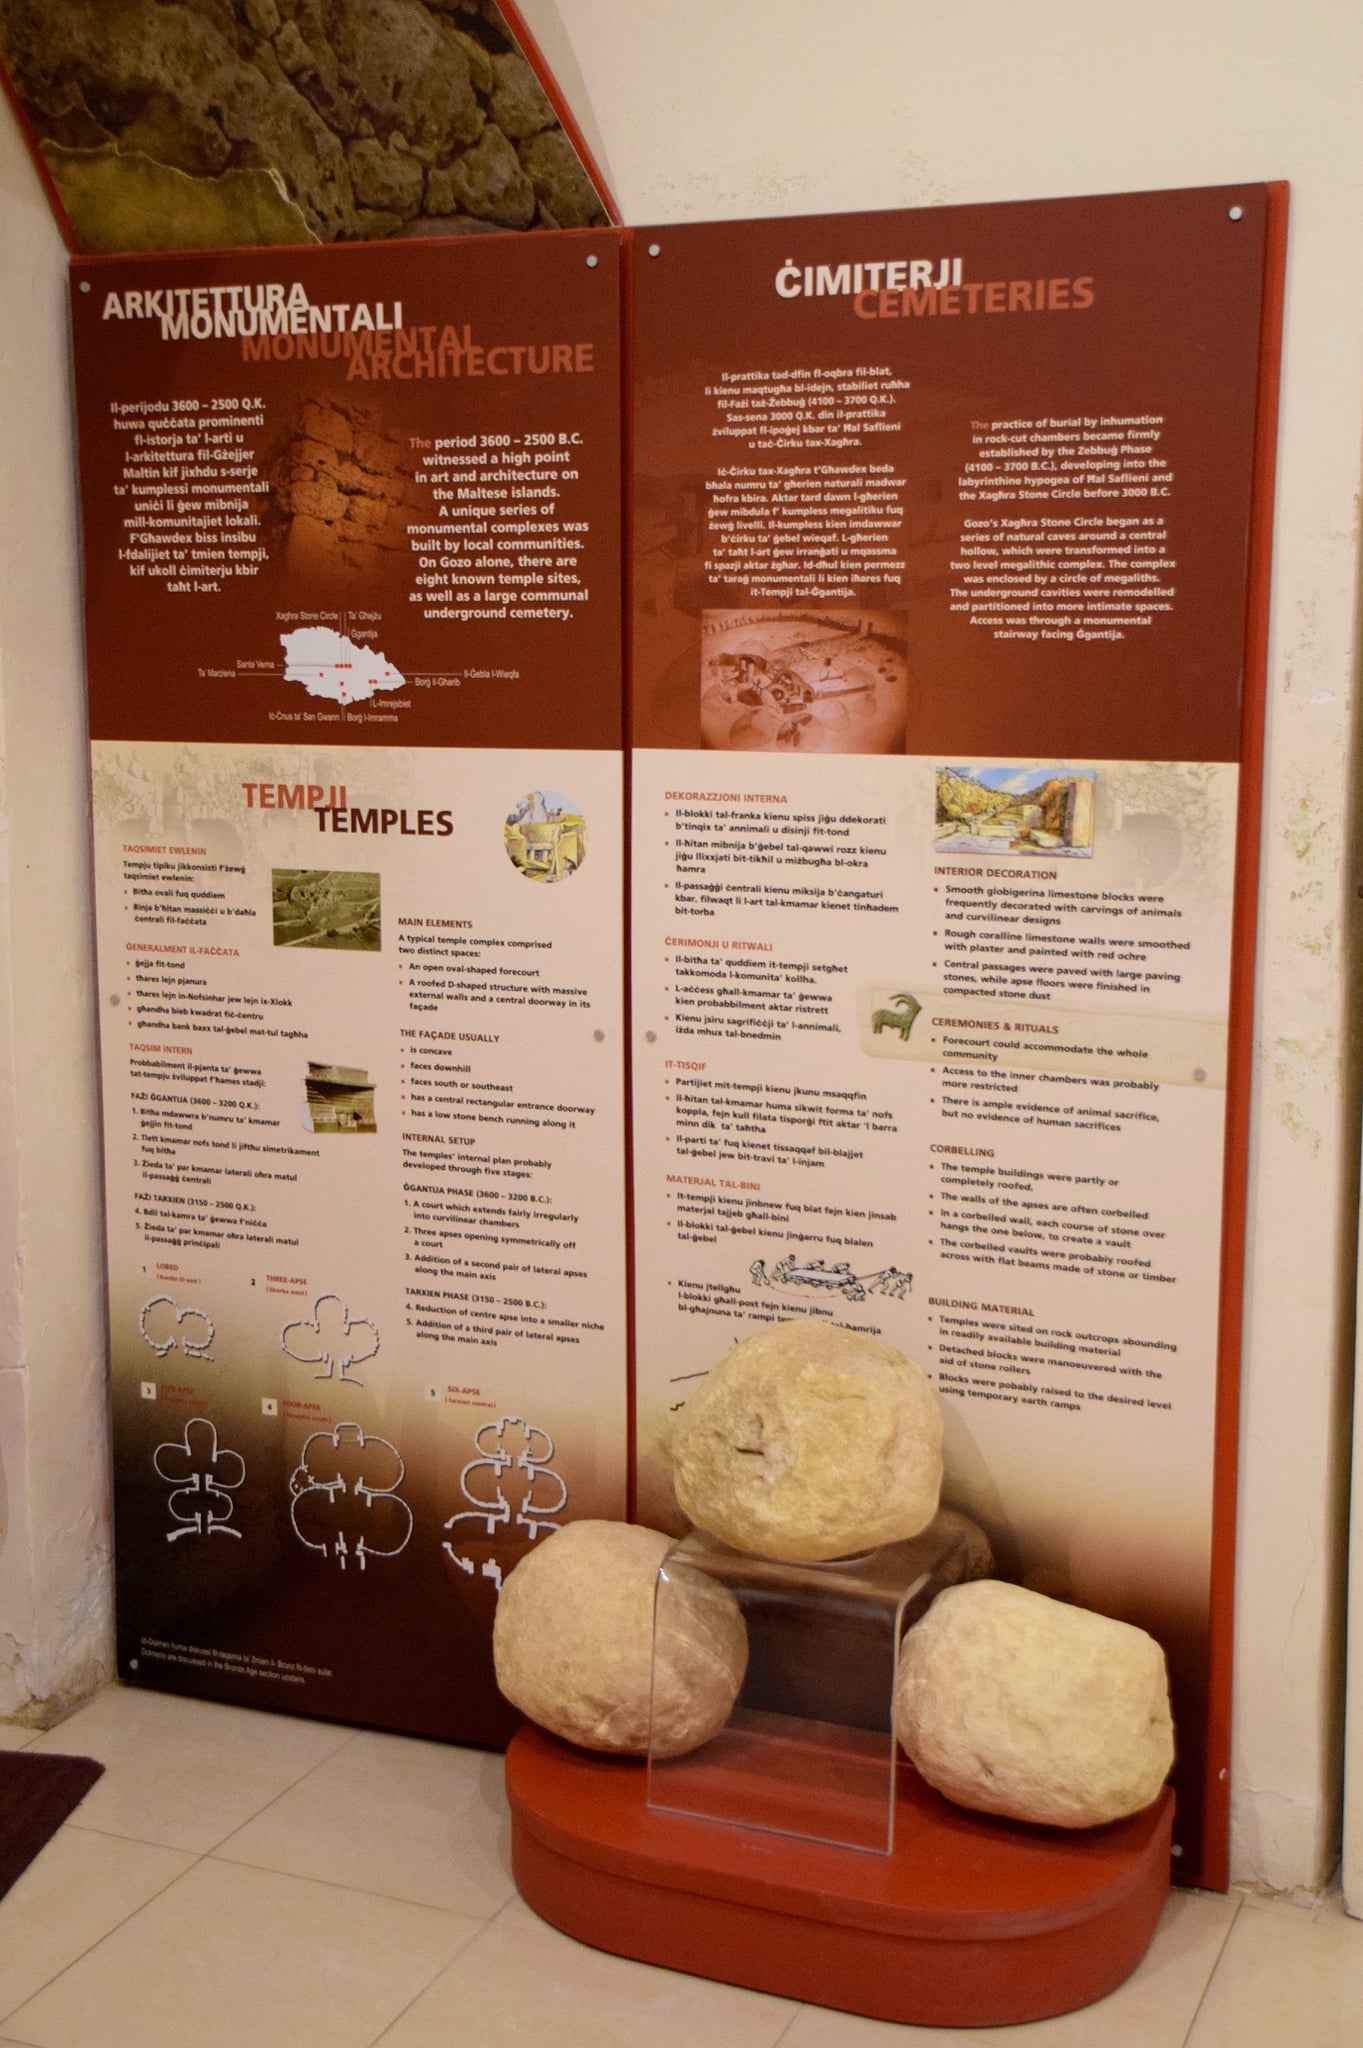 ARKITETTURA
MONUMENTALI
MONUMENTAL
ARCHITECTURE
Il-perijodu 3600 – 2500 Q.K.
huwa quċċata prominenti
fl-istorja ta' l-arti u
l-arkitettura fil-Gżejjer
Maltin kif jixhdu s-serje
ta' kumplessi monumentali
uniċi li ġew mibnija
mill-komunitajiet lokali.
F'Għawdex biss insibu
l-fdalijiet ta' tmien tempji,
kif ukoll ċimiterju kbir
taħt l-art.
The period 3600 – 2500 B.C.
witnessed a high point
in art and architecture on
the Maltese islands.
A unique series of
monumental complexes was
built by local communities.
On Gozo alone, there are
eight known temple sites,
as well as a large communal
underground cemetery.
Xagħra Stone Circle
Ta' Għejżu
Ġgantija
Santa Verna
Ta' Marziena
Il-Ġebla l-Wieqfa
Borġ il-Għarib
L-Imrejsbiet
Iċ-Ċnus ta' San Ġwann
Borġ l-Imramma
TEMPJI
TEMPLES
TAQSIMIET EWLENIN
Tempju tipiku jikkonsisti f'żewġ
taqsimiet ewlenin:
Bitħa ovali fuq quddiem
Binja b'ħitan massiċċi u b'daħla
ċentrali fil-faċċata
ĠENERALMENT IL-FAĊĊATA
ġejja fit-tond
tħares lejn pjanura
tħares lejn in-Nofsinhar jew lejn ix-Xlokk
għandha bieb kwadrat fiċ-ċentru
għandha bank baxx tal-ġebel mat-tul tagħha
TAQSIM INTERN
Probbabilment il-pjanta ta' ġewwa
tat-tempju żviluppat f'ħames stadji:
FAŻI ĠGANTIJA (3600 – 3200 Q.K.):
1. Bitħa mdawwra b'numru ta' kmamar
ġejjin fit-tond
2. Tlett kmamar nofs tond li jiftħu simetrikament
fuq bitħa
3. Żieda ta' par kmamar laterali oħra matul
il-passaġġ ċentrali
FAŻI TARXIEN (3150 – 2500 Q.K.):
4. Bdil tal-kamra ta' ġewwa f'niċċa
5. Żieda ta' par kmamar oħra laterali matul
il-passaġġ prinċipali
MAIN ELEMENTS
A typical temple complex comprised
two distinct spaces:
An open oval-shaped forecourt
A roofed D-shaped structure with massive
external walls and a central doorway in its
façade
THE FAÇADE USUALLY
is concave
faces downhill
faces south or southeast
has a central rectangular entrance doorway
has a low stone bench running along it
INTERNAL SETUP
The temples' internal plan probably
developed through five stages:
ĠGANTIJA PHASE (3600 – 3200 B.C.):
1. A court which extends fairly irregularly
into curvilinear chambers
2. Three apses opening symmetrically off
a court
3. Addition of a second pair of lateral apses
along the main axis
TARXIEN PHASE (3150 – 2500 B.C.):
4. Reduction of centre apse into a smaller niche
5. Addition of a third pair of lateral apses
along the main axis
1 LOBED
2 THREE-APSE
(Skorba west)
3 FIVE-APSE
4 FOUR-APSE
5 SIX-APSE
(Tarxien central)
Dolmens are discussed in the Bronze Age section upstairs.
ĊIMITERJI
CEMETERIES
Il-prattika tad-dfin fl-oqbra fil-blat,
li kienu maqtugħa bl-idejn, stabiliet ruħha
fil-Fażi taż-Żebbuġ (4100 – 3700 Q.K.).
Sas-sena 3000 Q.K. din il-prattika
żviluppat fl-ipoġej kbar ta' Ħal Saflieni
u taċ-Ċirku tax-Xagħra.
Iċ-Ċirku tax-Xagħra t'Għawdex beda
bħala numru ta' għerien naturali madwar
ħofra kbira. Aktar tard dawn l-għerien
ġew mibdula f' kumpless megalitiku fuq
żewġ livelli. Il-kumpless kien imdawwar
b'ċirku ta' ġebel wieqaf. L-għerien
ta' taħt l-art ġew irranġati u mqassma
fi spazji aktar żgħar. Id-dħul kien permezz
ta' taraġ monumentali li kien iħares fuq
it-Tempji tal-Ġgantija.
The practice of burial by inhumation
in rock-cut chambers became firmly
established by the Żebbuġ Phase
(4100 – 3700 B.C.), developing into the
labyrinthine hypogea of Ħal Saflieni and
the Xagħra Stone Circle before 3000 B.C.
Gozo's Xagħra Stone Circle began as a
series of natural caves around a central
hollow, which were transformed into a
two level megalithic complex. The complex
was enclosed by a circle of megaliths.
The underground cavities were remodelled
and partitioned into more intimate spaces.
Access was through a monumental
stairway facing Ġgantija.
DEKORAZZJONI INTERNA
Il-blokki tal-franka kienu spiss jiġu ddekorati
b'tinqix ta' annimali u disinji fit-tond
Il-ħitan mibnija b'ġebel tal-qawwi rozz kienu
jiġu llixxjati bit-tikħil u miżbugħa bl-okra
ħamra
Il-passaġġi ċentrali kienu miksija b'ċangaturi
kbar, filwaqt li l-art tal-kmamar kienet tinħadem
bit-torba
ĊERIMONJI U RITWALI
Il-bitħa ta' quddiem it-tempji setgħet
takkomoda l-komunita' kollha.
L-aċċess għall-kmamar ta' ġewwa
kien probabbilment aktar ristrett
Kienu jsiru sagrifiċċji ta' l-annimali,
iżda mhux tal-bnedmin
IT-TISQIF
Partijiet mit-tempji kienu jkunu msaqqfin
Il-ħitan tal-kmamar huma sikwit forma ta' nofs
koppla, fejn kull filata tisporġi ftit aktar 'l barra
minn dik ta' taħtha
Il-parti ta' fuq kienet tissaqqaf bil-blajjet
tal-ġebel jew bit-travi ta' l-injam
MATERJAL TAL-BINI
It-tempji kienu jinbnew fuq blat fejn kien jinsab
materjal tajjeb għall-bini
Il-blokki tal-ġebel kienu jinġarru fuq blalen
tal-ġebel
Kienu jtellgħu
l-blokki għall-post fejn kienu jibnu
bl-għajnuna ta' rampi
INTERIOR DECORATION
Smooth globigerina limestone blocks were
frequently decorated with carvings of animals
and curvilinear designs
Rough coralline limestone walls were smoothed
with plaster and painted with red ochre
Central passages were paved with large paving
stones, while apse floors were finished in
compacted stone dust
CEREMONIES & RITUALS
Forecourt could accommodate the whole
community
Access to the inner chambers was probably
more restricted
There is ample evidence of animal sacrifice,
but no evidence of human sacrifices
CORBELLING
The temple buildings were partly or
completely roofed.
The walls of the apses are often corbelled
In a corbelled wall, each course of stone over
hangs the one below, to create a vault
The corbelled vaults were probably roofed
across with flat beams made of stone or timber
BUILDING MATERIAL
Temples were sited on rock outcrops abounding
in readily available building material
Detached blocks were manoeuvered with the
aid of stone rollers
Blocks were pobably raised to the desired level
using temporary earth ramps